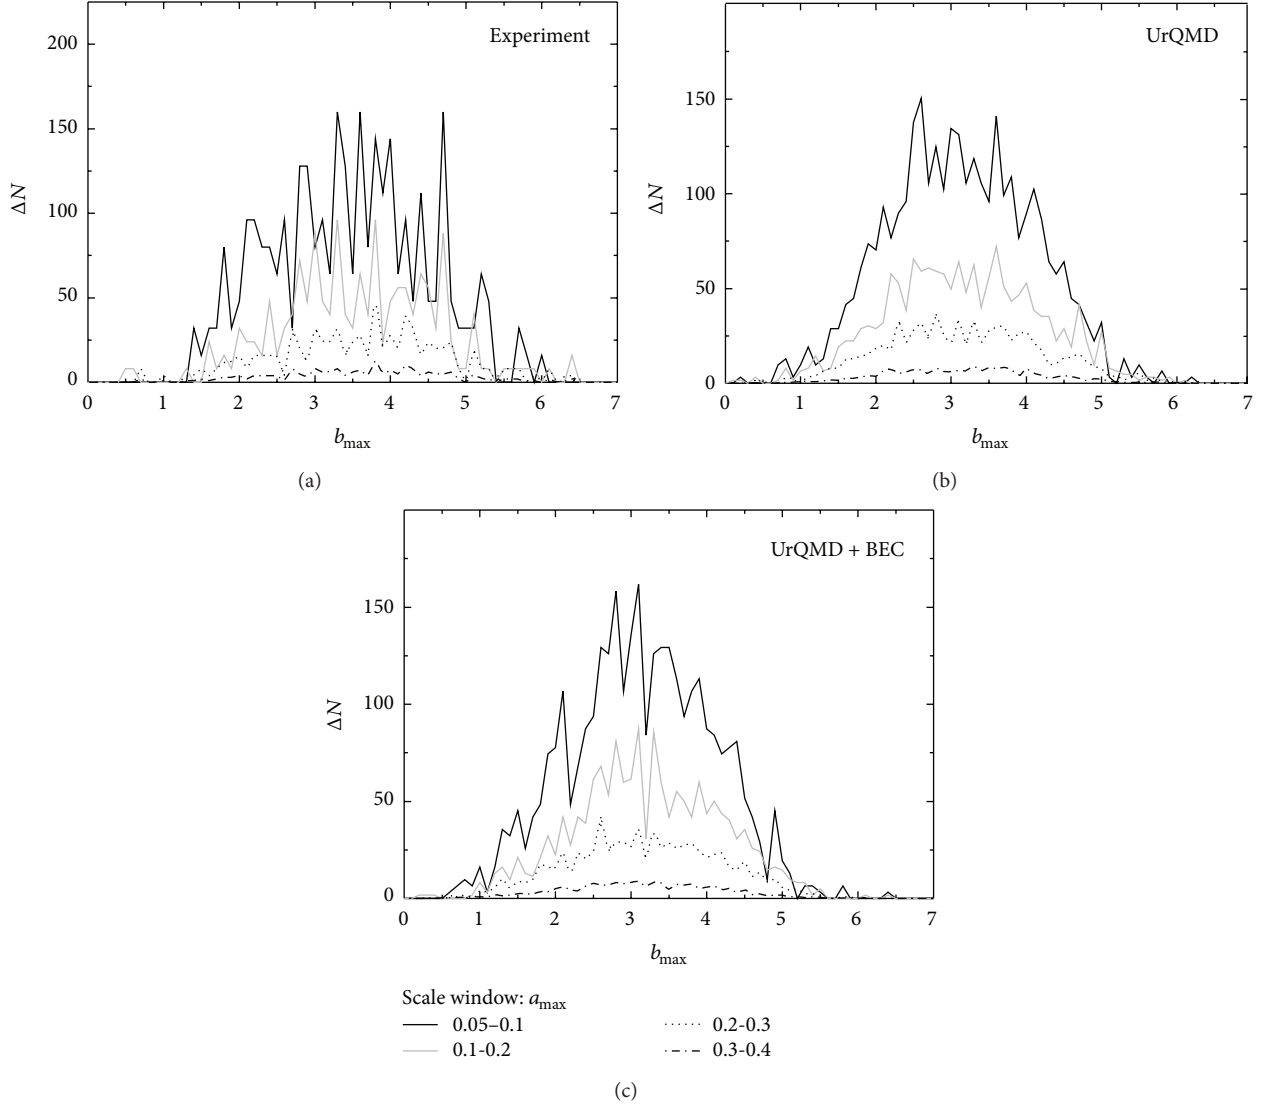 Experiment
200
150
100
50
0
ΔN
0 1 2 3 4 5 6 7
b_max
(a)
UrQMD
150
100
50
0
ΔN
0 1 2 3 4 5 6 7
b_max
(b)
UrQMD + BEC
150
100
50
0
ΔN
0 1 2 3 4 5 6 7
b_max
Scale window: a_max
0.05–0.1 0.2-0.3
0.1-0.2 0.3-0.4
(c)